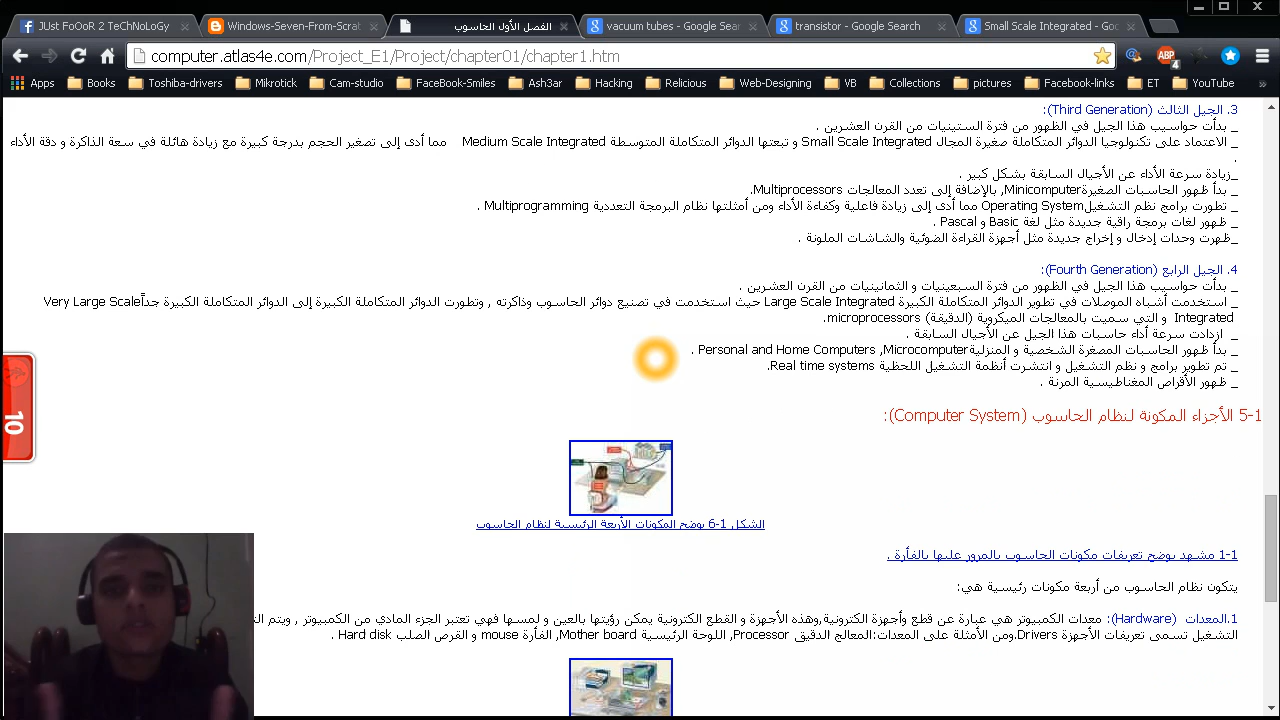 JUst FoOoR 2 TeChNoLoGy
Windows-Seven-From-Scrat
الفصل الأول الحاسوب
vacuum tubes - Google Sear
transistor - Google Search
Small Scale Integrated - Goo
computer.atlas4e.com/Project_E1/Project/chapter01/chapter1.htm
ABP
4
Apps Books Toshiba-drivers Mikrotick Cam-studio FaceBooK-Smiles Ash3ar Hacking Relicious Web-Designing VB Collections pictures Facebook-links ET YouTube »
3. الجيل الثالث (Third Generation):
_ بدأت حواسيب هذا الجيل في الظهور من فترة الستينيات من القرن العشرين .
_ الاعتماد على تكنولوجيا الدوائر المتكاملة صغيرة المجال Small Scale Integrated و تبعتها الدوائر المتكاملة المتوسطة Medium Scale Integrated مما أدى إلى تصغير الحجم بدرجة كبيرة مع زيادة هائلة في سعة الذاكرة و دقة الأداء
.
_زيادة سرعة الأداء عن الأجيال السابقة بشكل كبير .
_ بدأ ظهور الحاسبات الصغيرةMinicomputer, بالإضافة إلى تعدد المعالجات Multiprocessors.
_ تطورت برامج نظم التشغيلOperating System مما أدى إلى زيادة فاعلية وكفاءة الأداء ومن أمثلتها نظام البرمجة التعددية Multiprogramming .
_ ظهور لغات برمجة راقية جديدة مثل لغة Basic و Pascal .
_ظهرت وحدات إدخال و إخراج جديدة مثل أجهزة القراءة الضوئية والشاشات الملونة .
4. الجيل الرابع (Fourth Generation):
_ بدأت حواسيب هذا الجيل في الظهور من فترة السبعينيات و الثمانينيات من القرن العشرين .
_ استخدمت أشباه الموصلات في تطوير الدوائر المتكاملة الكبيرة Large Scale Integrated حيث استخدمت في تصنيع دوائر الحاسوب وذاكرته , وتطورت الدوائر المتكاملة الكبيرة إلى الدوائر المتكاملة الكبيرة جداًVery Large Scale
Integrated و التي سميت بالمعالجات الميكروية (الدقيقة) microprocessors.
_ ازدادت سرعة أداء حاسبات هذا الجيل عن الأجيال السابقة .
_ بدأ ظهور الحاسبات المصغرة الشخصية و المنزليةMicrocomputer, Personal and Home Computers .
_ تم تطوير برامج و نظم التشغيل و انتشرت أنظمة التشغيل اللحظية Real time systems.
_ ظهور الأقراص المغناطيسية المرنة .
5-1 الأجزاء المكونة لنظام الحاسوب (Computer System):
الشكل 1-6 يوضح المكونات الأربعة الرئيسية لنظام الحاسوب
1-1 مشهد يوضح تعريفات مكونات الحاسوب بالمرور عليها بالفأرة .
يتكون نظام الحاسوب من أربعة مكونات رئيسية هي:
1.المعدات (Hardware): معدات الكمبيوتر هي عبارة عن قطع وأجهزة الكترونية,وهذه الأجهزة و القطع الكترونية يمكن رؤيتها بالعين و لمسها فهي تعتبر الجزء المادي من الكمبيوتر , ويتم
التشغيل تسمى تعريفات الأجهزة Drivers.ومن الأمثلة على المعدات:المعالج الدقيق Processor, اللوحة الرئيسية Mother board, الفأرة mouse و القرص الصلب Hard disk .
10